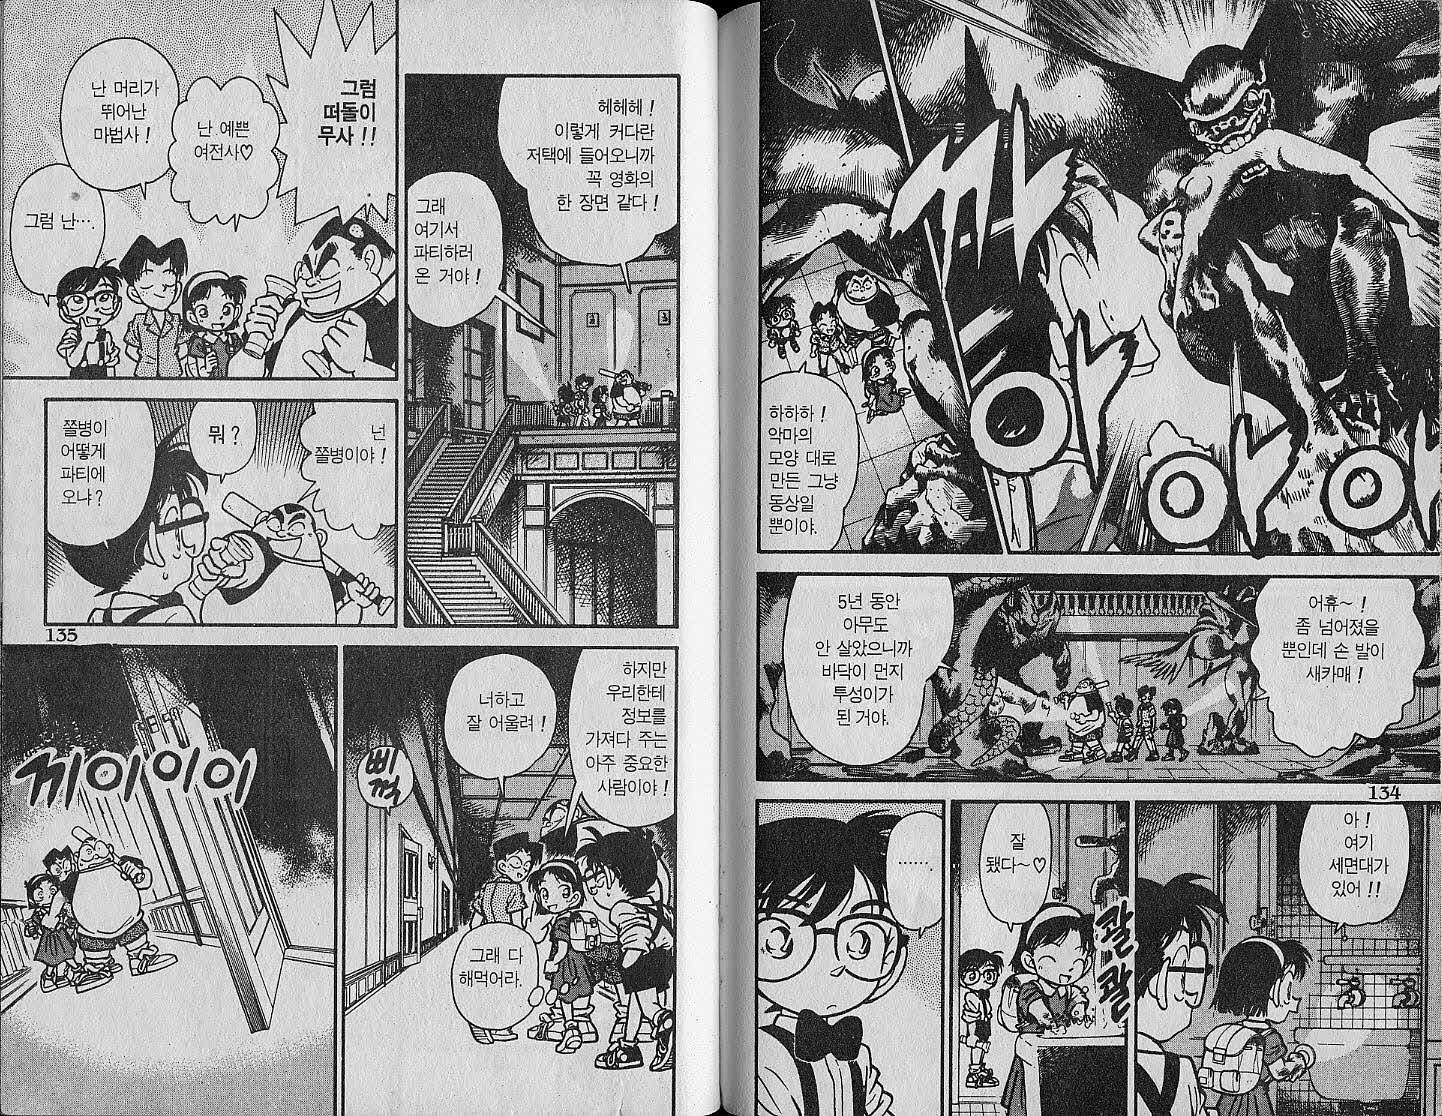 하하하 !
악마의
모양 대로
만든 그냥
동상일
뿐이야.
어휴~ !
좀 넘어졌을
뿐인데 손 발이
새카매 !
5년 동안
아무도
안 살았으니까
바닥이 먼지
투성이가
된 거야.
134
아 !
여기
세면대가
있어 !!
잘
됐다~♡
콸
콸
……
헤헤헤 !
이렇게 커다란
저택에 들어오니까
꼭 영화의
한 장면 같다 !
그래
여기서
파티하러
온 거야 !
그럼
떠돌이
무사 !!
난 예쁜
여전사♡
난 머리가
뛰어난
마법사 !
그럼 난….
넌
쫄병이야 !
뭐 ?
쫄병이
어떻게
파티에
오냐 ?
135
하지만
우리한테
정보를
가져다 주는
아주 중요한
사람이야 !
너하고
잘 어울려 !
그래 다
해먹어라.
삐
걱
끼이이이